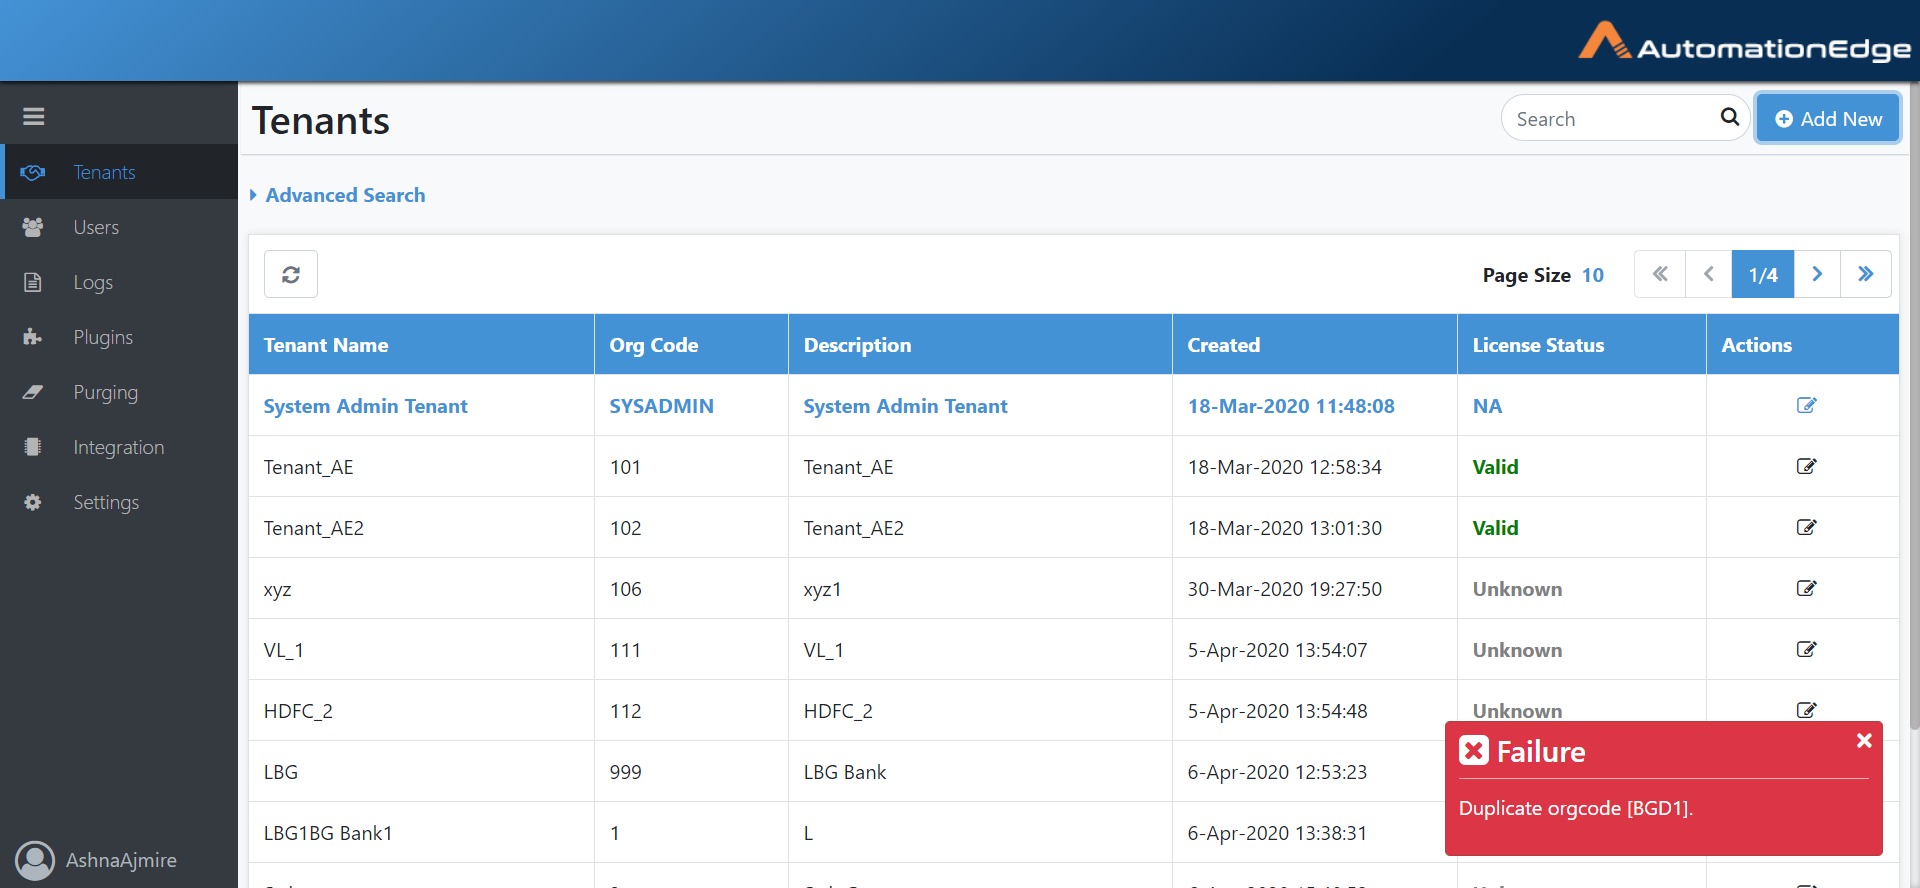 AutomationEdge
Tenants
Search
Add New
Tenants
Users
Logs
Plugins
Purging
Integration
Settings
AshnaAjmire
Advanced Search
Page Size 10
1/4
Tenant Name Org Code Description Created License Status Actions
System Admin Tenant SYSADMIN System Admin Tenant 18-Mar-2020 11:48:08 NA
Tenant_AE 101 Tenant_AE 18-Mar-2020 12:58:34 Valid
Tenant_AE2 102 Tenant_AE2 18-Mar-2020 13:01:30 Valid
xyz 106 xyz1 30-Mar-2020 19:27:50 Unknown
VL_1 111 VL_1 5-Apr-2020 13:54:07 Unknown
HDFC_2 112 HDFC_2 5-Apr-2020 13:54:48 Unknown
LBG 999 LBG Bank 6-Apr-2020 12:53:23
LBG1BG Bank1 1 L 6-Apr-2020 13:38:31
Failure
Duplicate orgcode [BGD1].